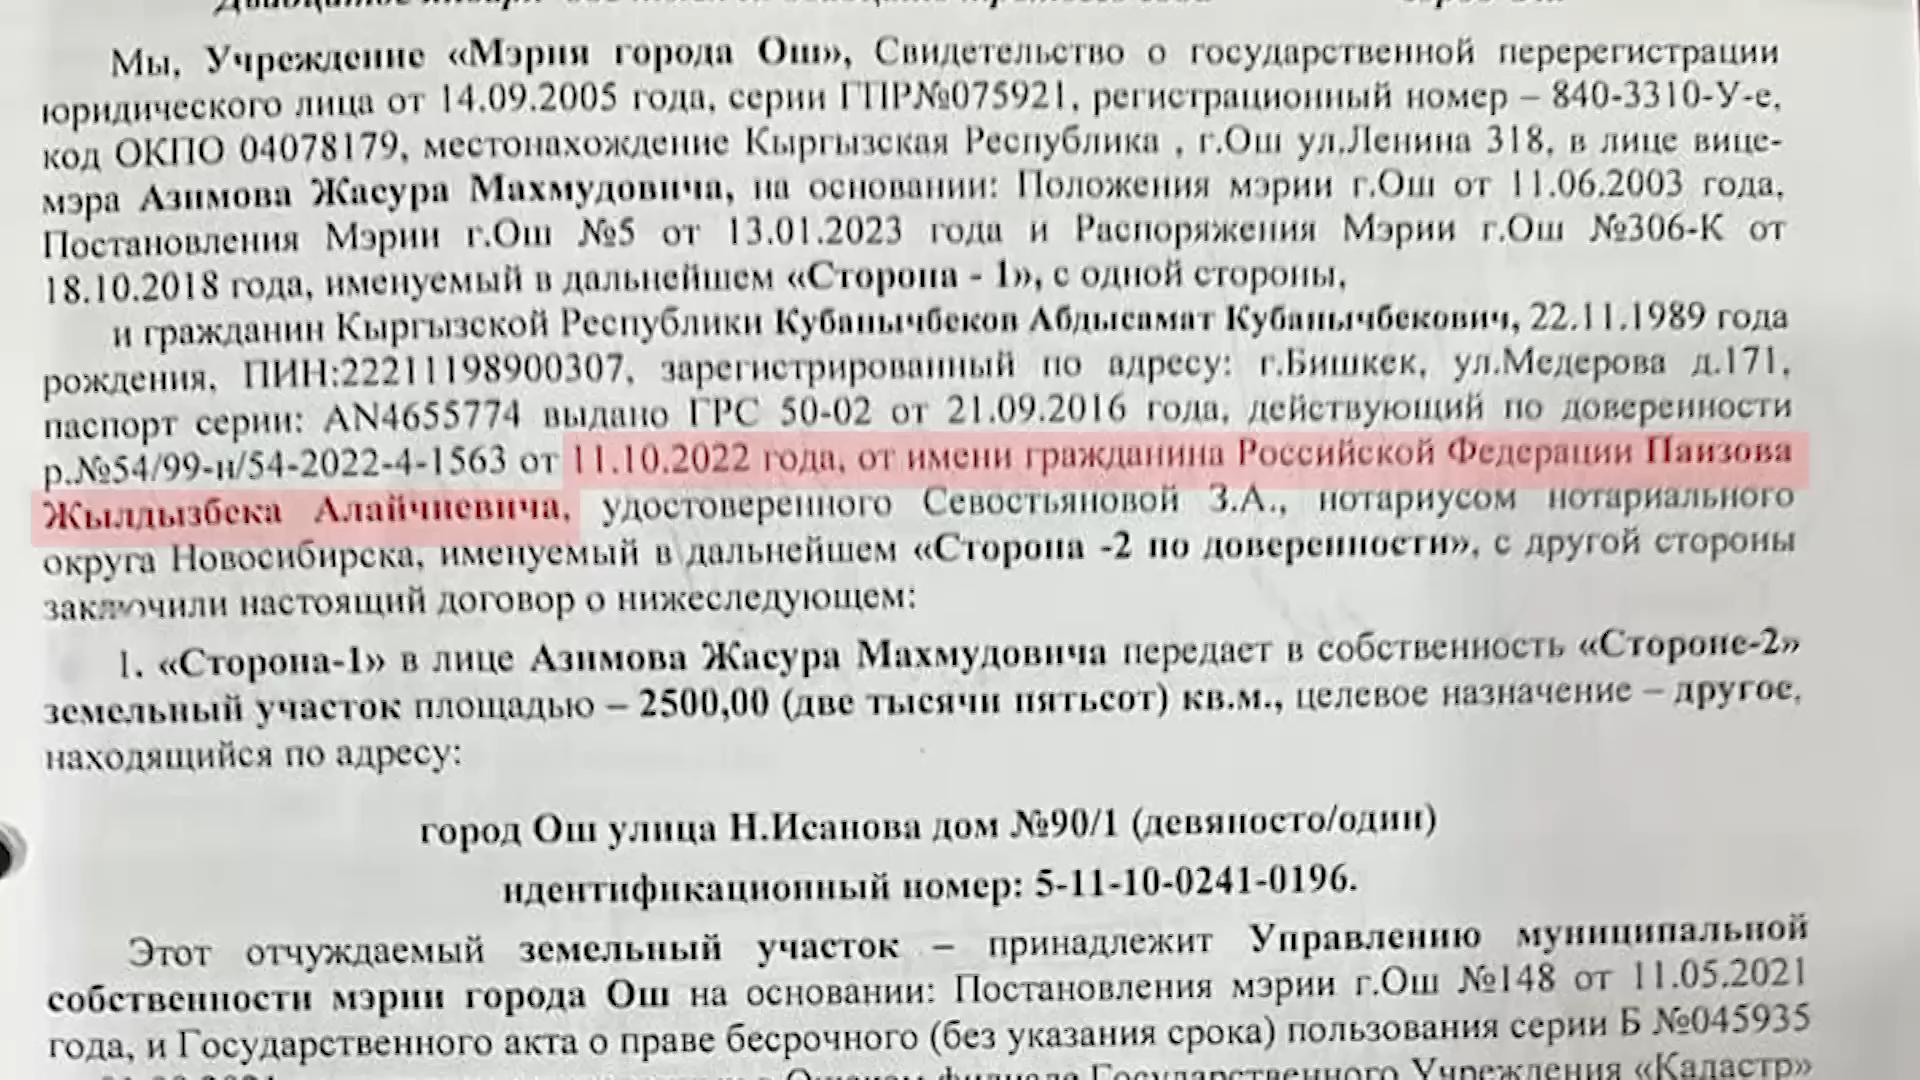 Мы, Учреждение «Мэрия города Ош», Свидетельство о государственной перерегистрации
юридического лица от 14.09.2005 года, серии ГПР№075921, регистрационный номер – 840-3310-У-е,
код ОКПО 04078179, местонахождение Кыргызская Республика , г.Ош ул.Ленина 318, в лице вице-
мэра Азимова Жасура Махмудовича, на основании: Положения мэрии г.Ош от 11.06.2003 года,
Постановления Мэрии г.Ош №5 от 13.01.2023 года и Распоряжения Мэрии г.Ош №306-К от
18.10.2018 года, именуемый в дальнейшем «Сторона - 1», с одной стороны,
и гражданин Кыргызской Республики Кубанычбеков Абдысамат Кубанычбекович, 22.11.1989 года
рождения, ПИН:22211198900307, зарегистрированный по адресу: г.Бишкек, ул.Медерова д.171,
паспорт серии: AN4655774 выдано ГРС 50-02 от 21.09.2016 года, действующий по доверенности
р.№54/99-н/54-2022-4-1563 от 11.10.2022 года, от имени гражданина Российской Федерации Паизова
Жылдызбека Алайчиевича, удостоверенного Севостьяновой З.А., нотариусом нотариального
округа Новосибирска, именуемый в дальнейшем «Сторона -2 по доверенности», с другой стороны
заключили настоящий договор о нижеследующем:
1. «Сторона-1» в лице Азимова Жасура Махмудовича передает в собственность «Стороне-2»
земельный участок площадью – 2500,00 (две тысячи пятьсот) кв.м., целевое назначение – другое,
находящийся по адресу:
город Ош улица Н.Исанова дом №90/1 (девяносто/один)
идентификационный номер: 5-11-10-0241-0196.
Этот отчуждаемый земельный участок – принадлежит Управлению муниципальной
собственности мэрии города Ош на основании: Постановления мэрии г.Ош №148 от 11.05.2021
года, и Государственного акта о праве бесрочного (без указания срока) пользования серии Б №045935
Государственного Учреждения «Кадастр»